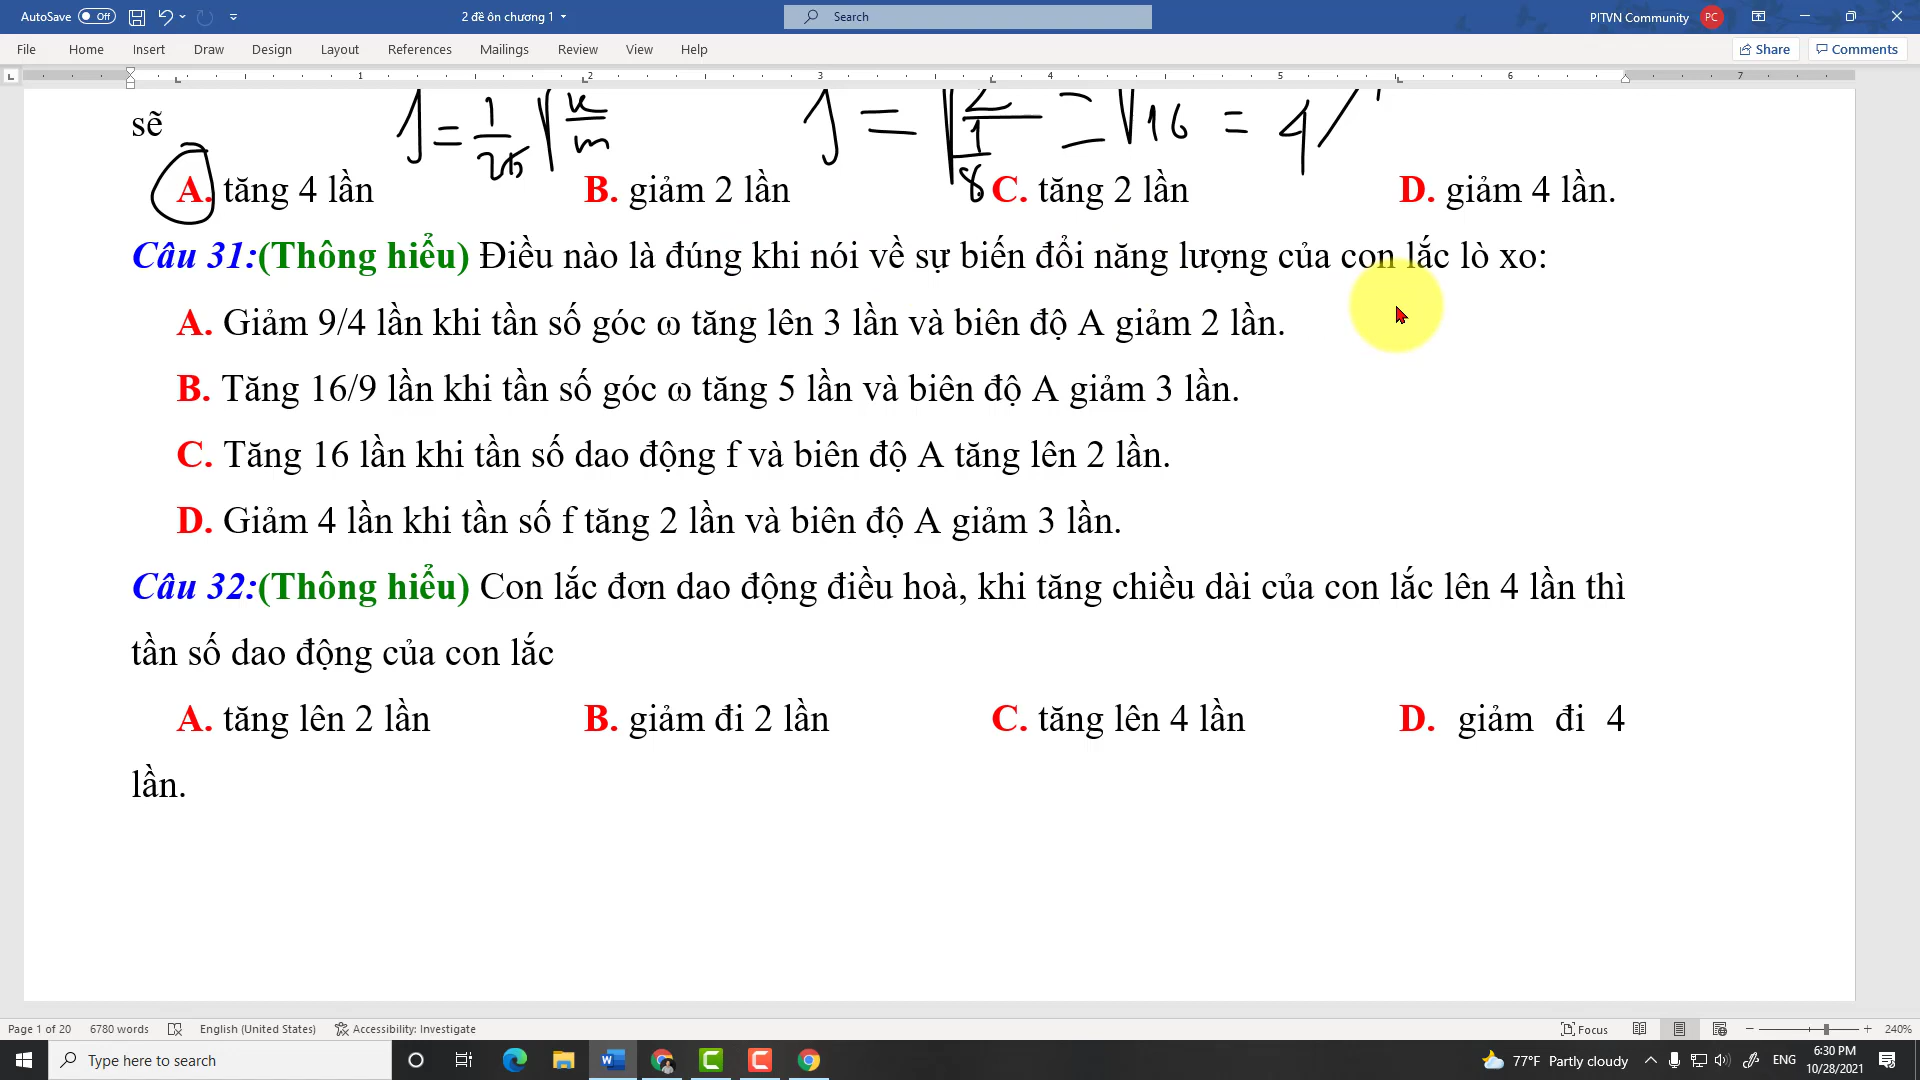 AutoSave Off 2 đề ôn chương 1 Search PITVN Community PC
File Home Insert Draw Design Layout References Mailings Review View Help Share Comments
1 2 3 4 5 6 7
sẽ
A. tăng 4 lần B. giảm 2 lần C. tăng 2 lần D. giảm 4 lần.
Câu 31:(Thông hiểu) Điều nào là đúng khi nói về sự biến đổi năng lượng của con lắc lò xo:
A. Giảm 9/4 lần khi tần số góc ω tăng lên 3 lần và biên độ A giảm 2 lần.
B. Tăng 16/9 lần khi tần số góc ω tăng 5 lần và biên độ A giảm 3 lần.
C. Tăng 16 lần khi tần số dao động f và biên độ A tăng lên 2 lần.
D. Giảm 4 lần khi tần số f tăng 2 lần và biên độ A giảm 3 lần.
Câu 32:(Thông hiểu) Con lắc đơn dao động điều hoà, khi tăng chiều dài của con lắc lên 4 lần thì
tần số dao động của con lắc
A. tăng lên 2 lần B. giảm đi 2 lần C. tăng lên 4 lần D. giảm đi 4
lần.
Page 1 of 20 6780 words English (United States) Accessibility: Investigate Focus 240%
Type here to search 77°F Partly cloudy ENG 6:30 PM
10/28/2021